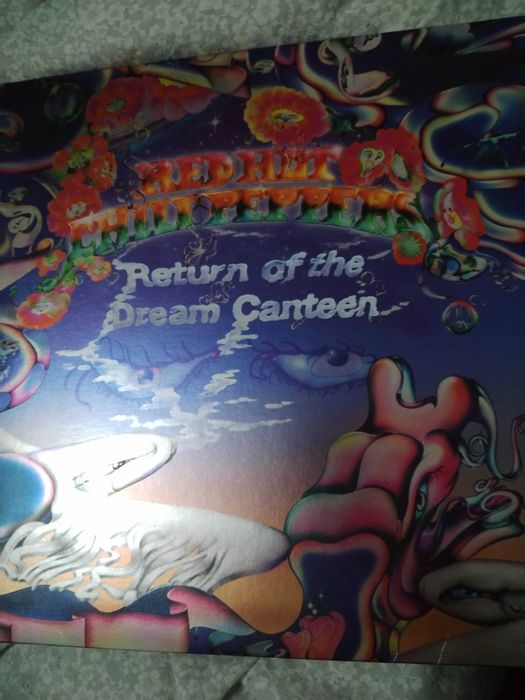 RED HOT
CHILI PEPPERS
Return of the
Dream Canteen